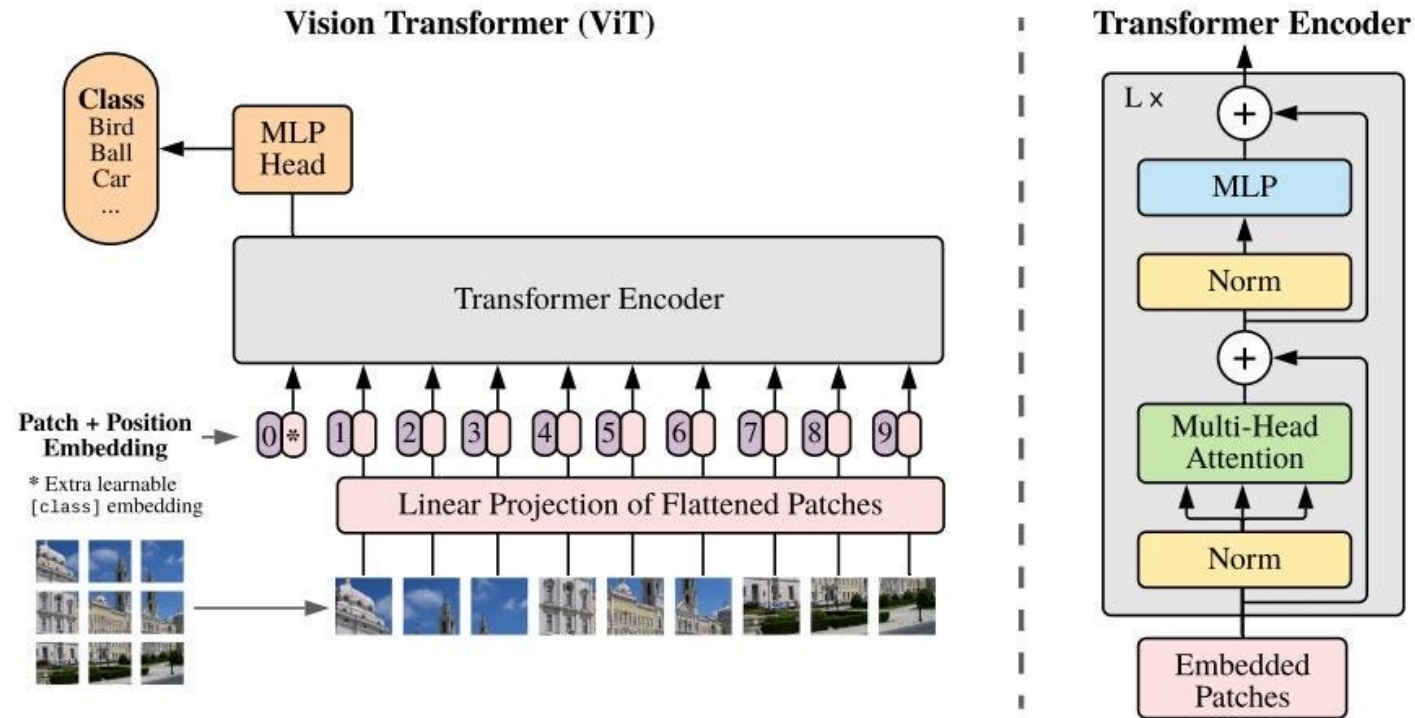 Vision Transformer (ViT)
Class
Bird
Ball
Car
...
MLP
Head
Transformer Encoder
Patch + Position
Embedding
* Extra learnable
[class] embedding
0 * 1 2 3 4 5 6 7 8 9
Linear Projection of Flattened Patches
Transformer Encoder
L ×
+
MLP
Norm
+
Multi-Head
Attention
Norm
Embedded
Patches